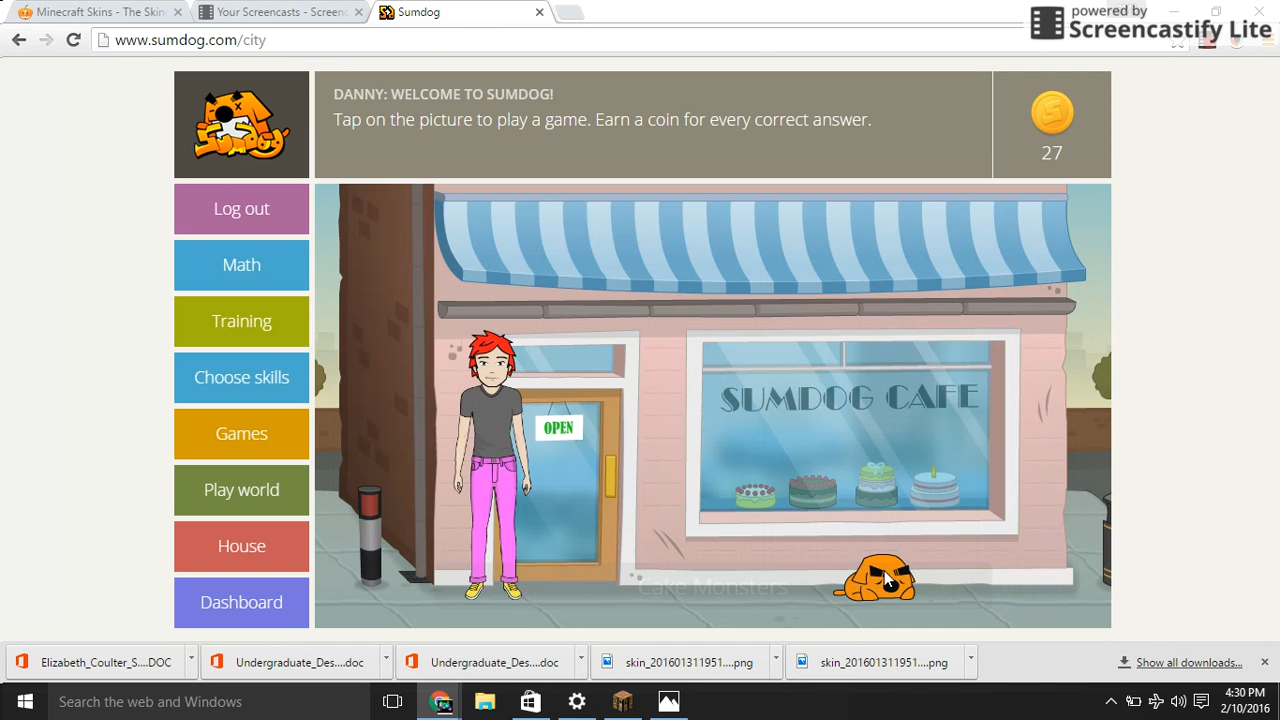 Minecraft Skins - The Skin
Your Screencasts - Screenc
Sumdog
powered by
Screencastify Lite
www.sumdog.com/city
Sumdog
DANNY: WELCOME TO SUMDOG!
Tap on the picture to play a game. Earn a coin for every correct answer.
S
27
Log out
Math
Training
Choose skills
Games
Play world
House
Dashboard
SUMDOG CAFE
OPEN
Cake Monsters
Elizabeth_Coulter_S....DOC
Undergraduate_Des....doc
Undergraduate_Des....doc
skin_201601311951....png
skin_201601311951....png
Show all downloads...
Search the web and Windows
4:30 PM
2/10/2016